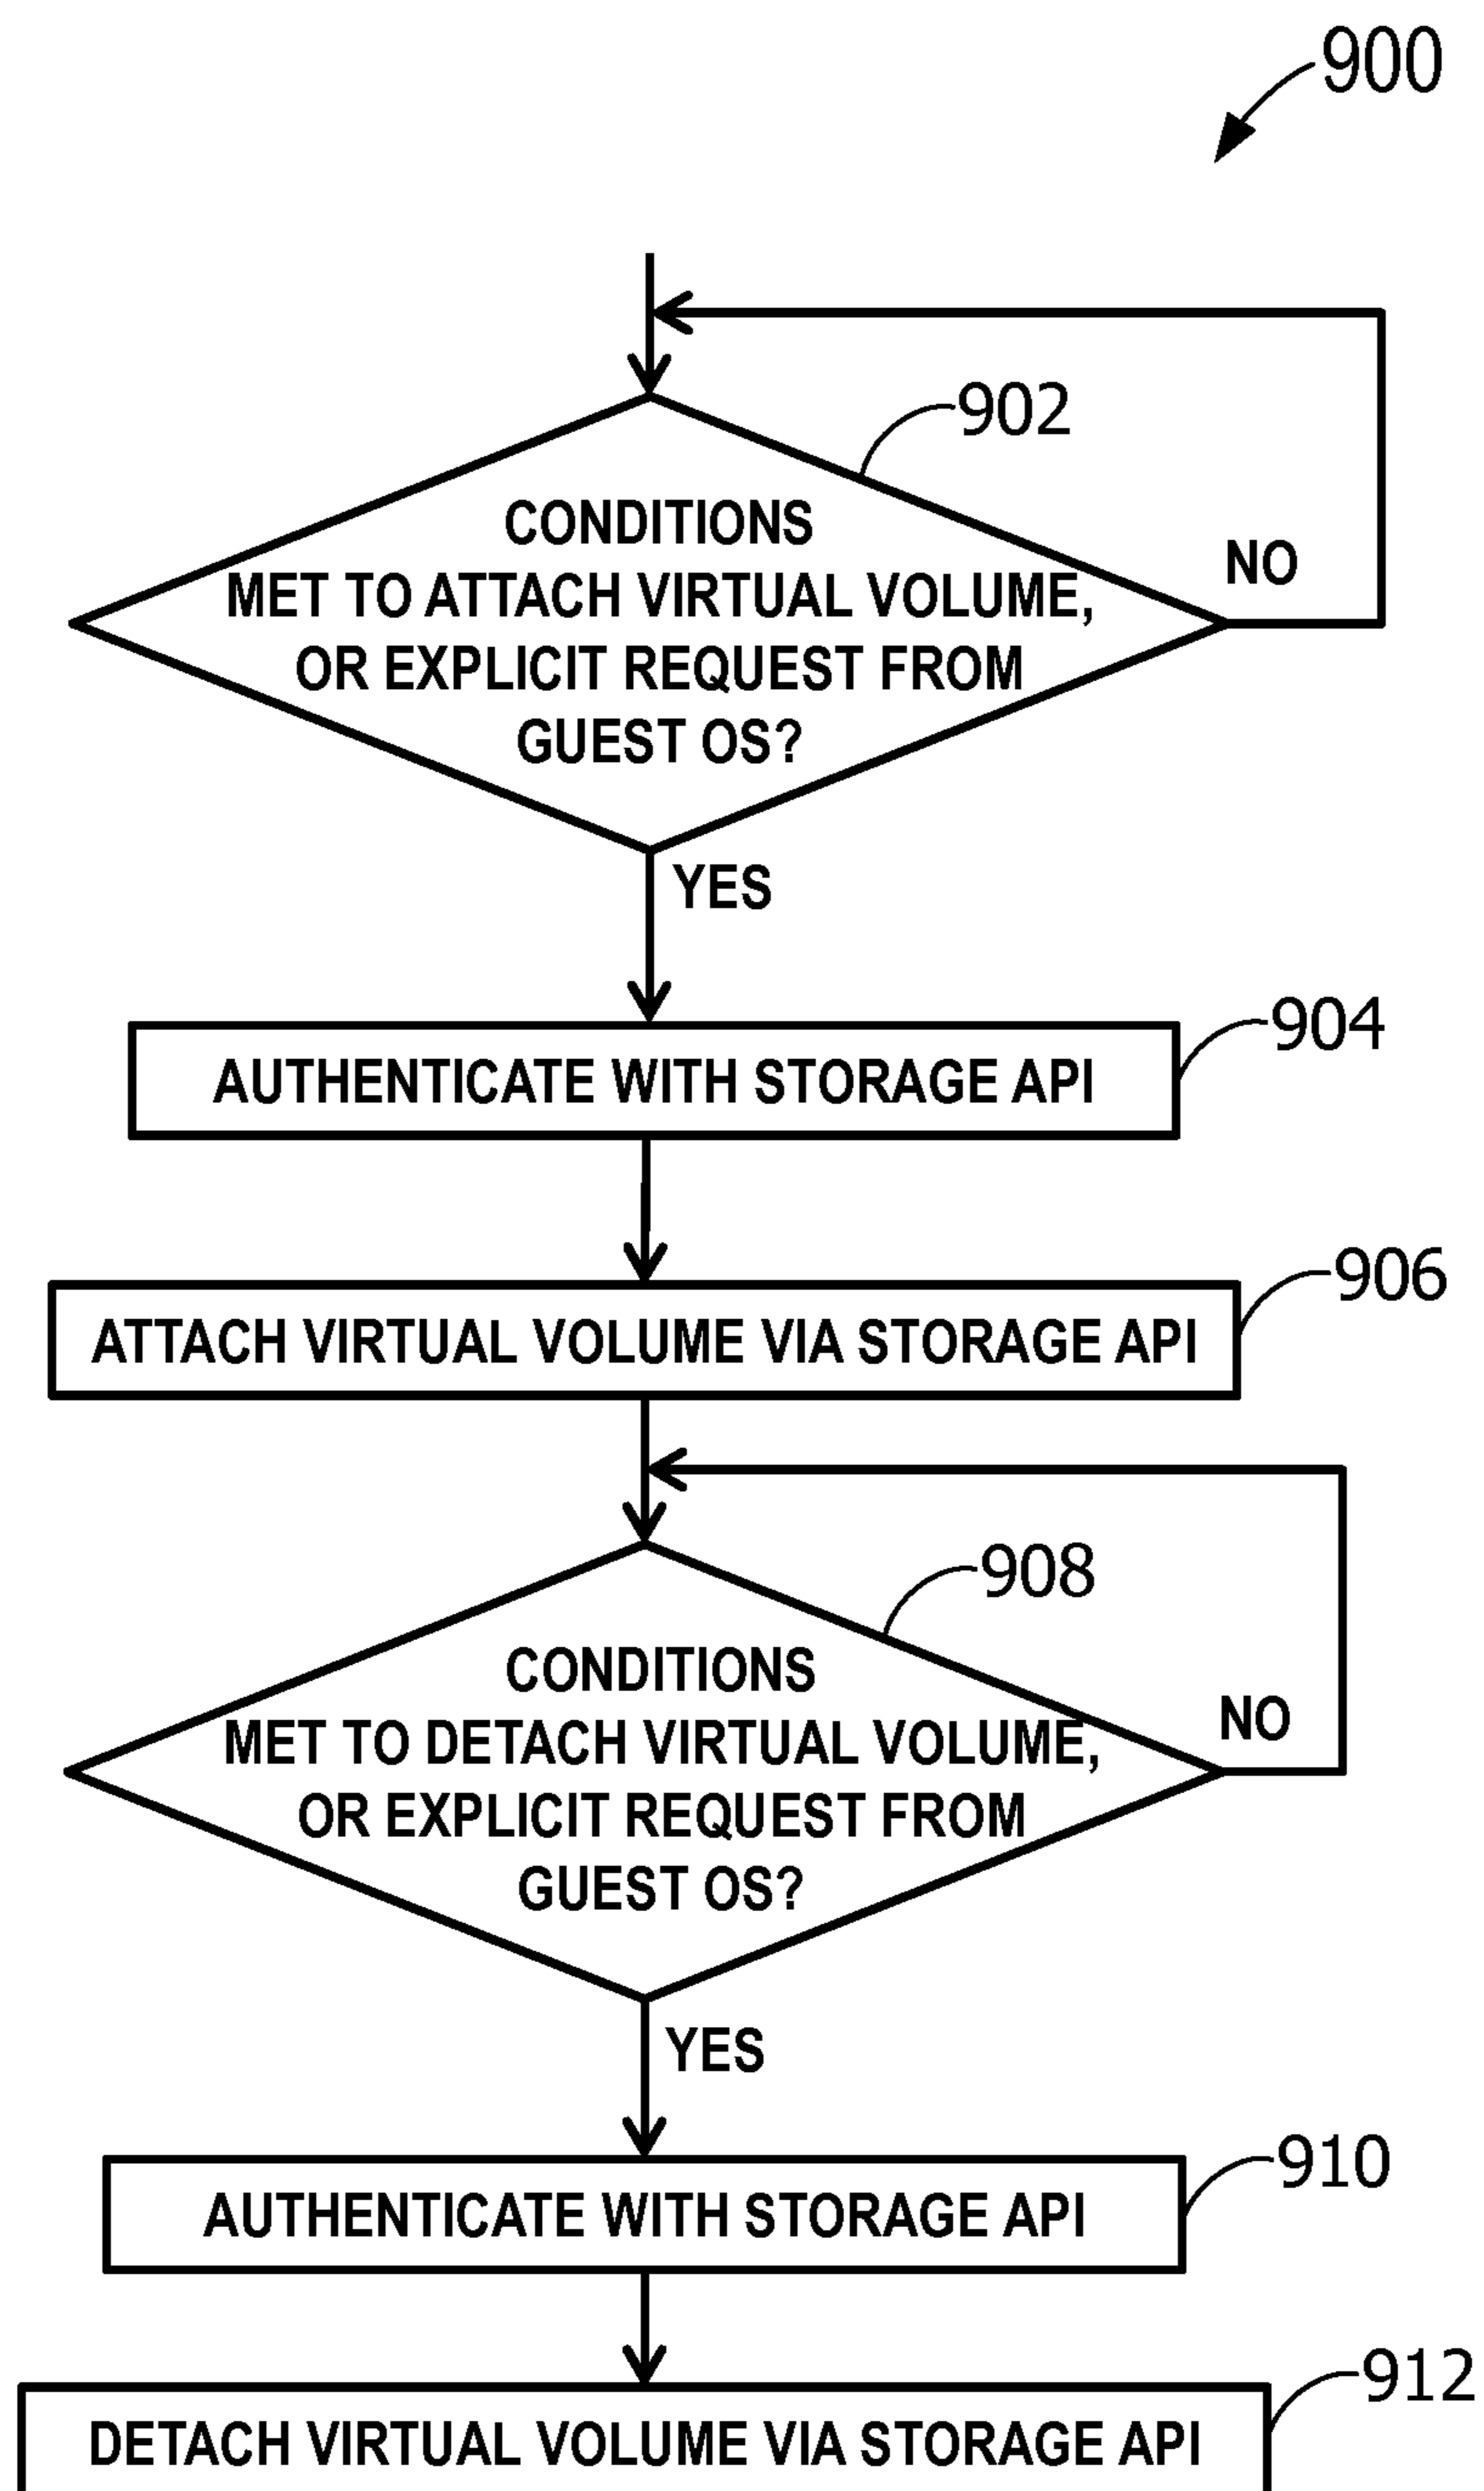 900
902
CONDITIONS
MET TO ATTACH VIRTUAL VOLUME,
OR EXPLICIT REQUEST FROM
GUEST OS?
NO
YES
904
AUTHENTICATE WITH STORAGE API
906
ATTACH VIRTUAL VOLUME VIA STORAGE API
908
CONDITIONS
MET TO DETACH VIRTUAL VOLUME,
OR EXPLICIT REQUEST FROM
GUEST OS?
NO
YES
910
AUTHENTICATE WITH STORAGE API
912
DETACH VIRTUAL VOLUME VIA STORAGE API